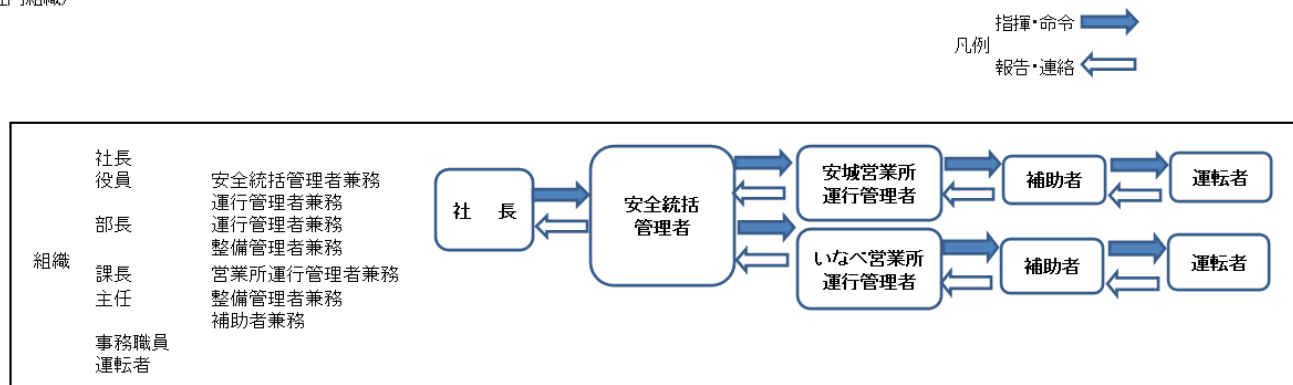 社内組織）
指揮・命令
凡例
報告・連絡
社長
役員 安全統括管理者兼務
運行管理者兼務
部長 運行管理者兼務
整備管理者兼務
組織
課長 営業所運行管理者兼務
主任 整備管理者兼務
補助者兼務
事務職員
運転者
社 長
安全統括
管理者
安城営業所
運行管理者
補助者
運転者
いなべ営業所
運行管理者
補助者
運転者